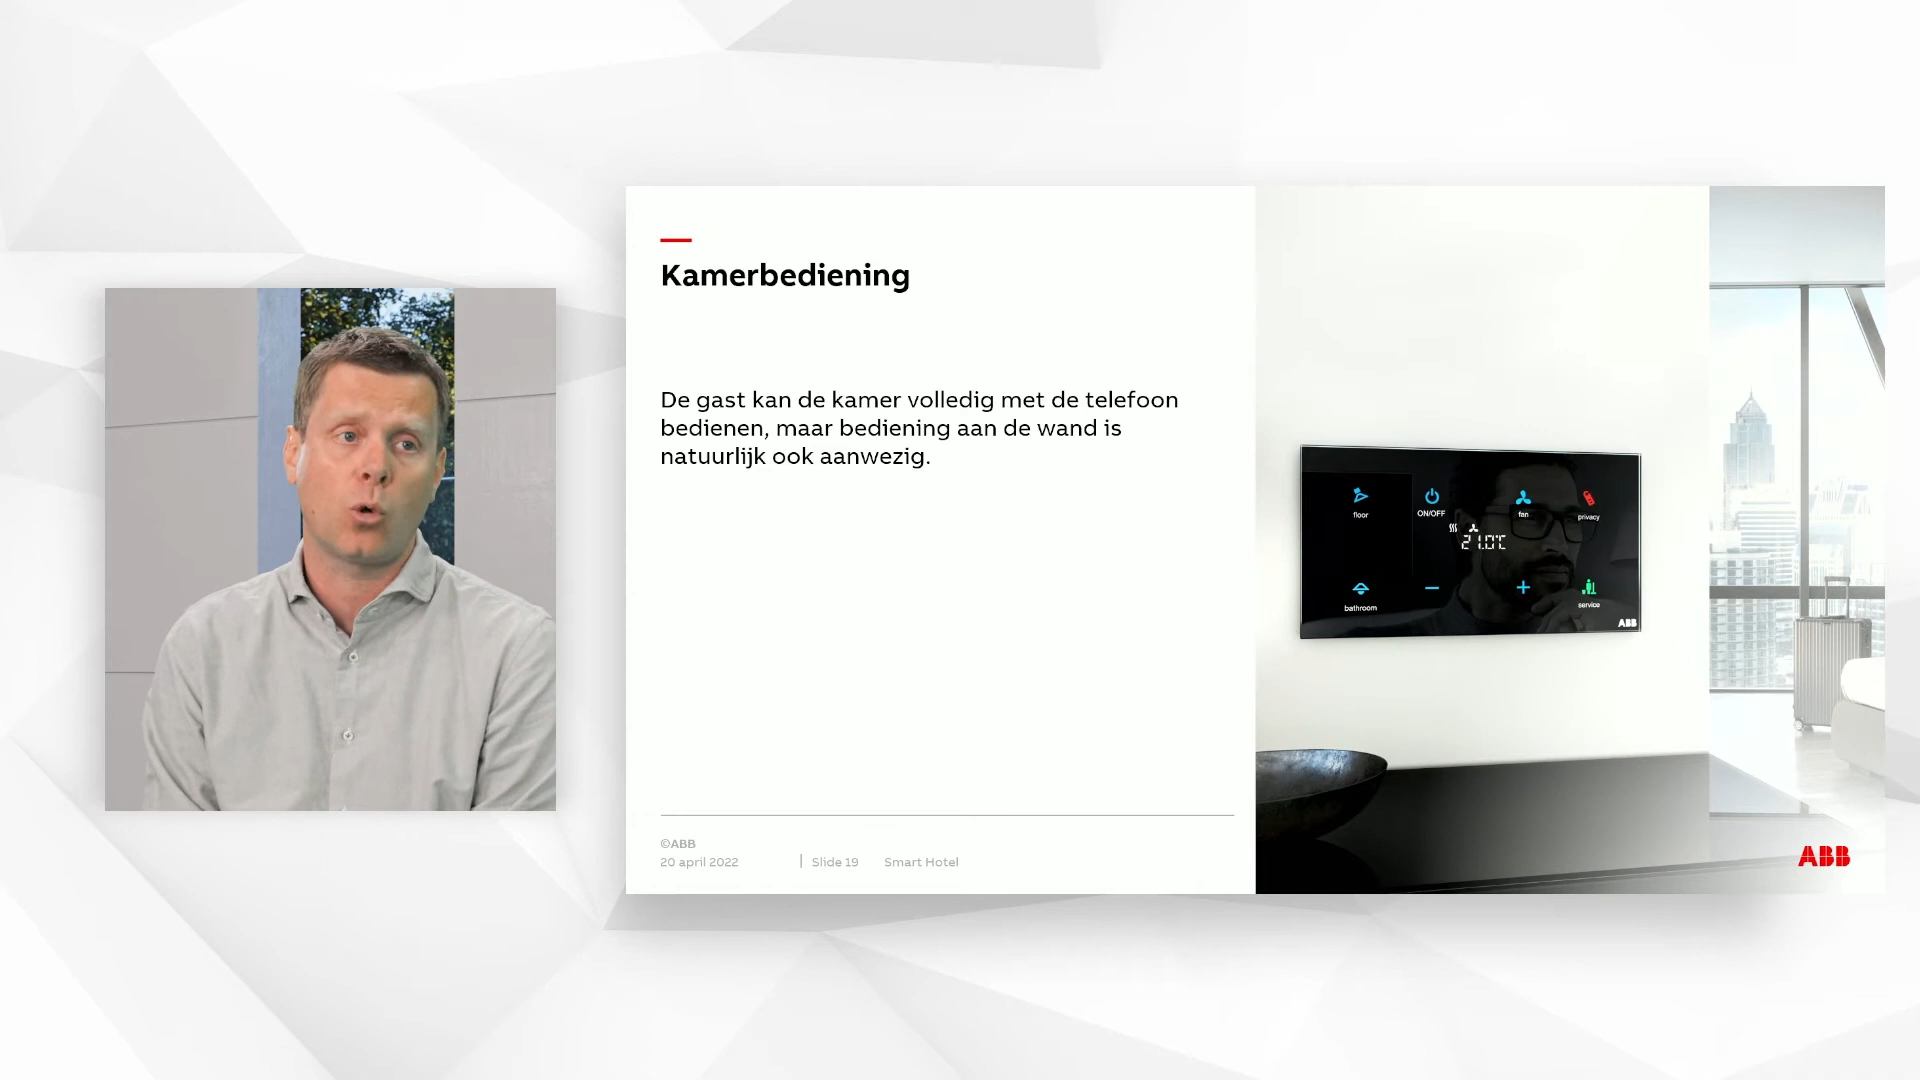 Kamerbediening
De gast kan de kamer volledig met de telefoon
bedienen, maar bediening aan de wand is
natuurlijk ook aanwezig.
floor
ON/OFF
fan
privacy
21.0°C
bathroom
service
ABB
©ABB
20 april 2022 | Slide 19 Smart Hotel
ABB